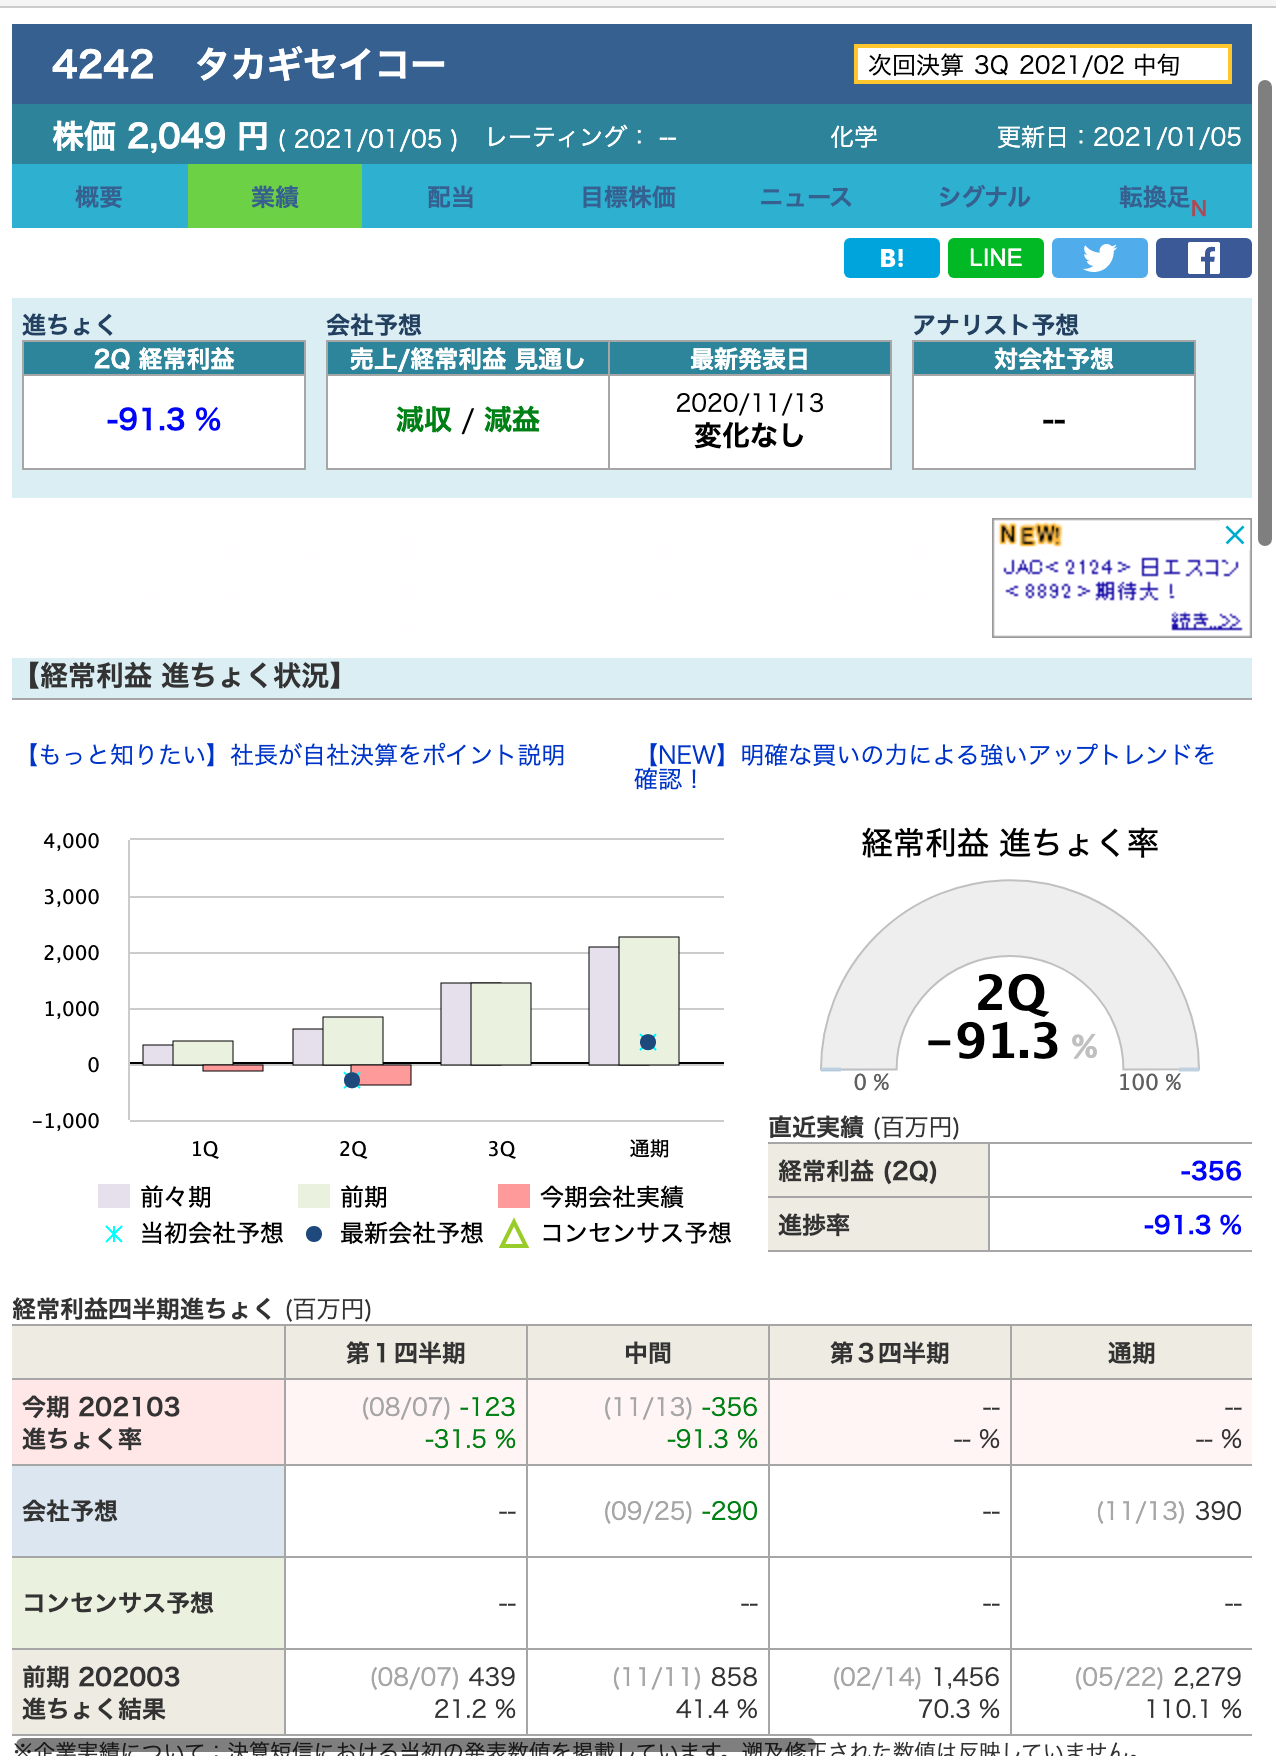 4242　タカギセイコー
次回決算 3Q 2021/02 中旬
株価 2,049 円 ( 2021/01/05 ) レーティング： -- 化学 更新日：2021/01/05
概要 業績 配当 目標株価 ニュース シグナル 転換足N
B! LINE
進ちょく 会社予想 アナリスト予想
2Q 経常利益 売上/経常利益 見通し 最新発表日 対会社予想
-91.3 % 減収 / 減益 2020/11/13 --
変化なし
NEW!
JAC<2124> 日エスコン
<8892>期待大！
続き..>>
【経常利益 進ちょく状況】
【もっと知りたい】社長が自社決算をポイント説明
【NEW】明確な買いの力による強いアップトレンドを
確認！
4,000
3,000
2,000
1,000
0
-1,000
1Q 2Q 3Q 通期
前々期 前期 今期会社実績
当初会社予想 最新会社予想 コンセンサス予想
経常利益 進ちょく率
2Q
-91.3 %
0 % 100 %
直近実績 (百万円)
経常利益 (2Q) -356
進捗率 -91.3 %
経常利益四半期進ちょく (百万円)
第１四半期 中間 第３四半期 通期
今期 202103 (08/07) -123 (11/13) -356 -- --
進ちょく率 -31.5 % -91.3 % -- % -- %
会社予想 -- (09/25) -290 -- (11/13) 390
コンセンサス予想 -- -- -- --
前期 202003 (08/07) 439 (11/11) 858 (02/14) 1,456 (05/22) 2,279
進ちょく結果 21.2 % 41.4 % 70.3 % 110.1 %
※企業実績について：決算短信における当初の発表数値を掲載しています。遡及修正された数値は反映していません。